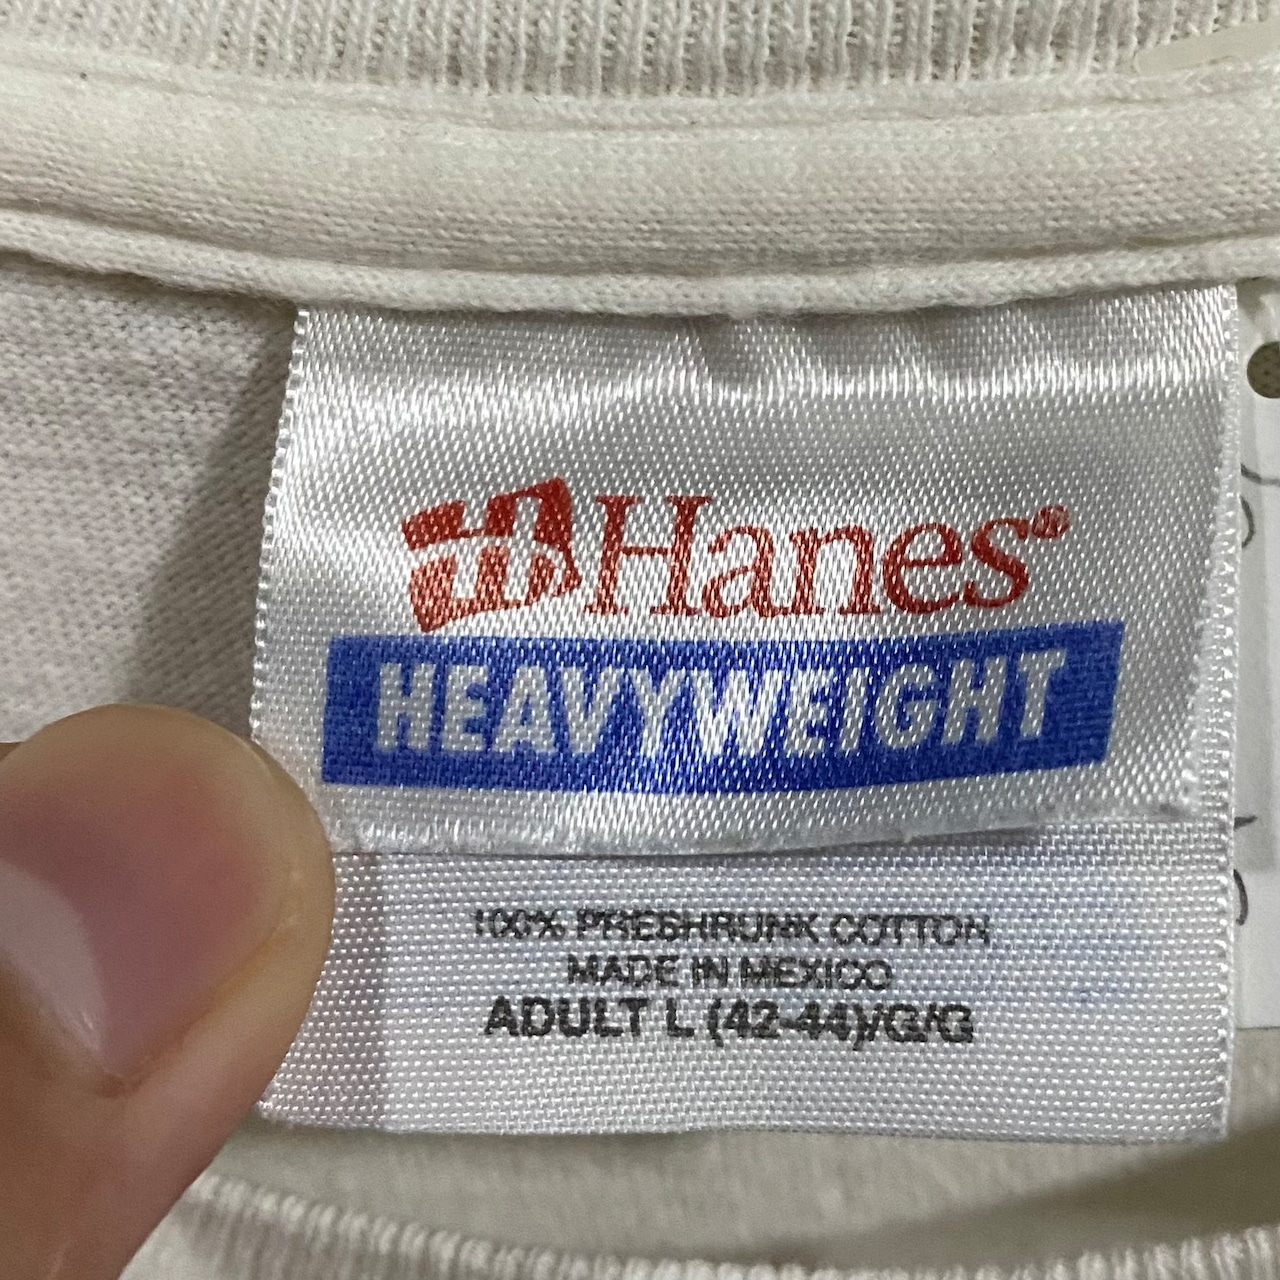 Hanes®
HEAVYWEIGHT
100% PRESHRUNK COTTON
MADE IN MEXICO
ADULT L (42-44)/G/G